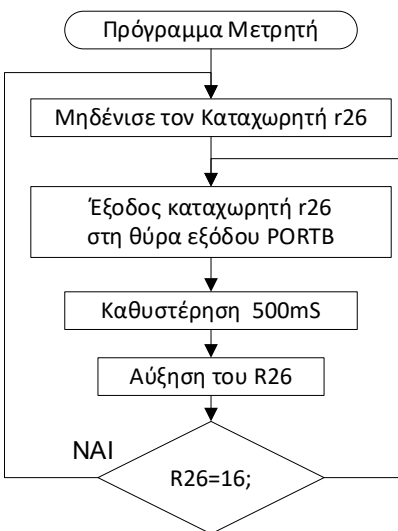 Πρόγραμμα Μετρητή
Μηδένισε τον Καταχωρητή r26
Έξοδος καταχωρητή r26
στη θύρα εξόδου PORTB
Καθυστέρηση 500mS
Αύξηση του R26
ΝΑΙ
R26=16;